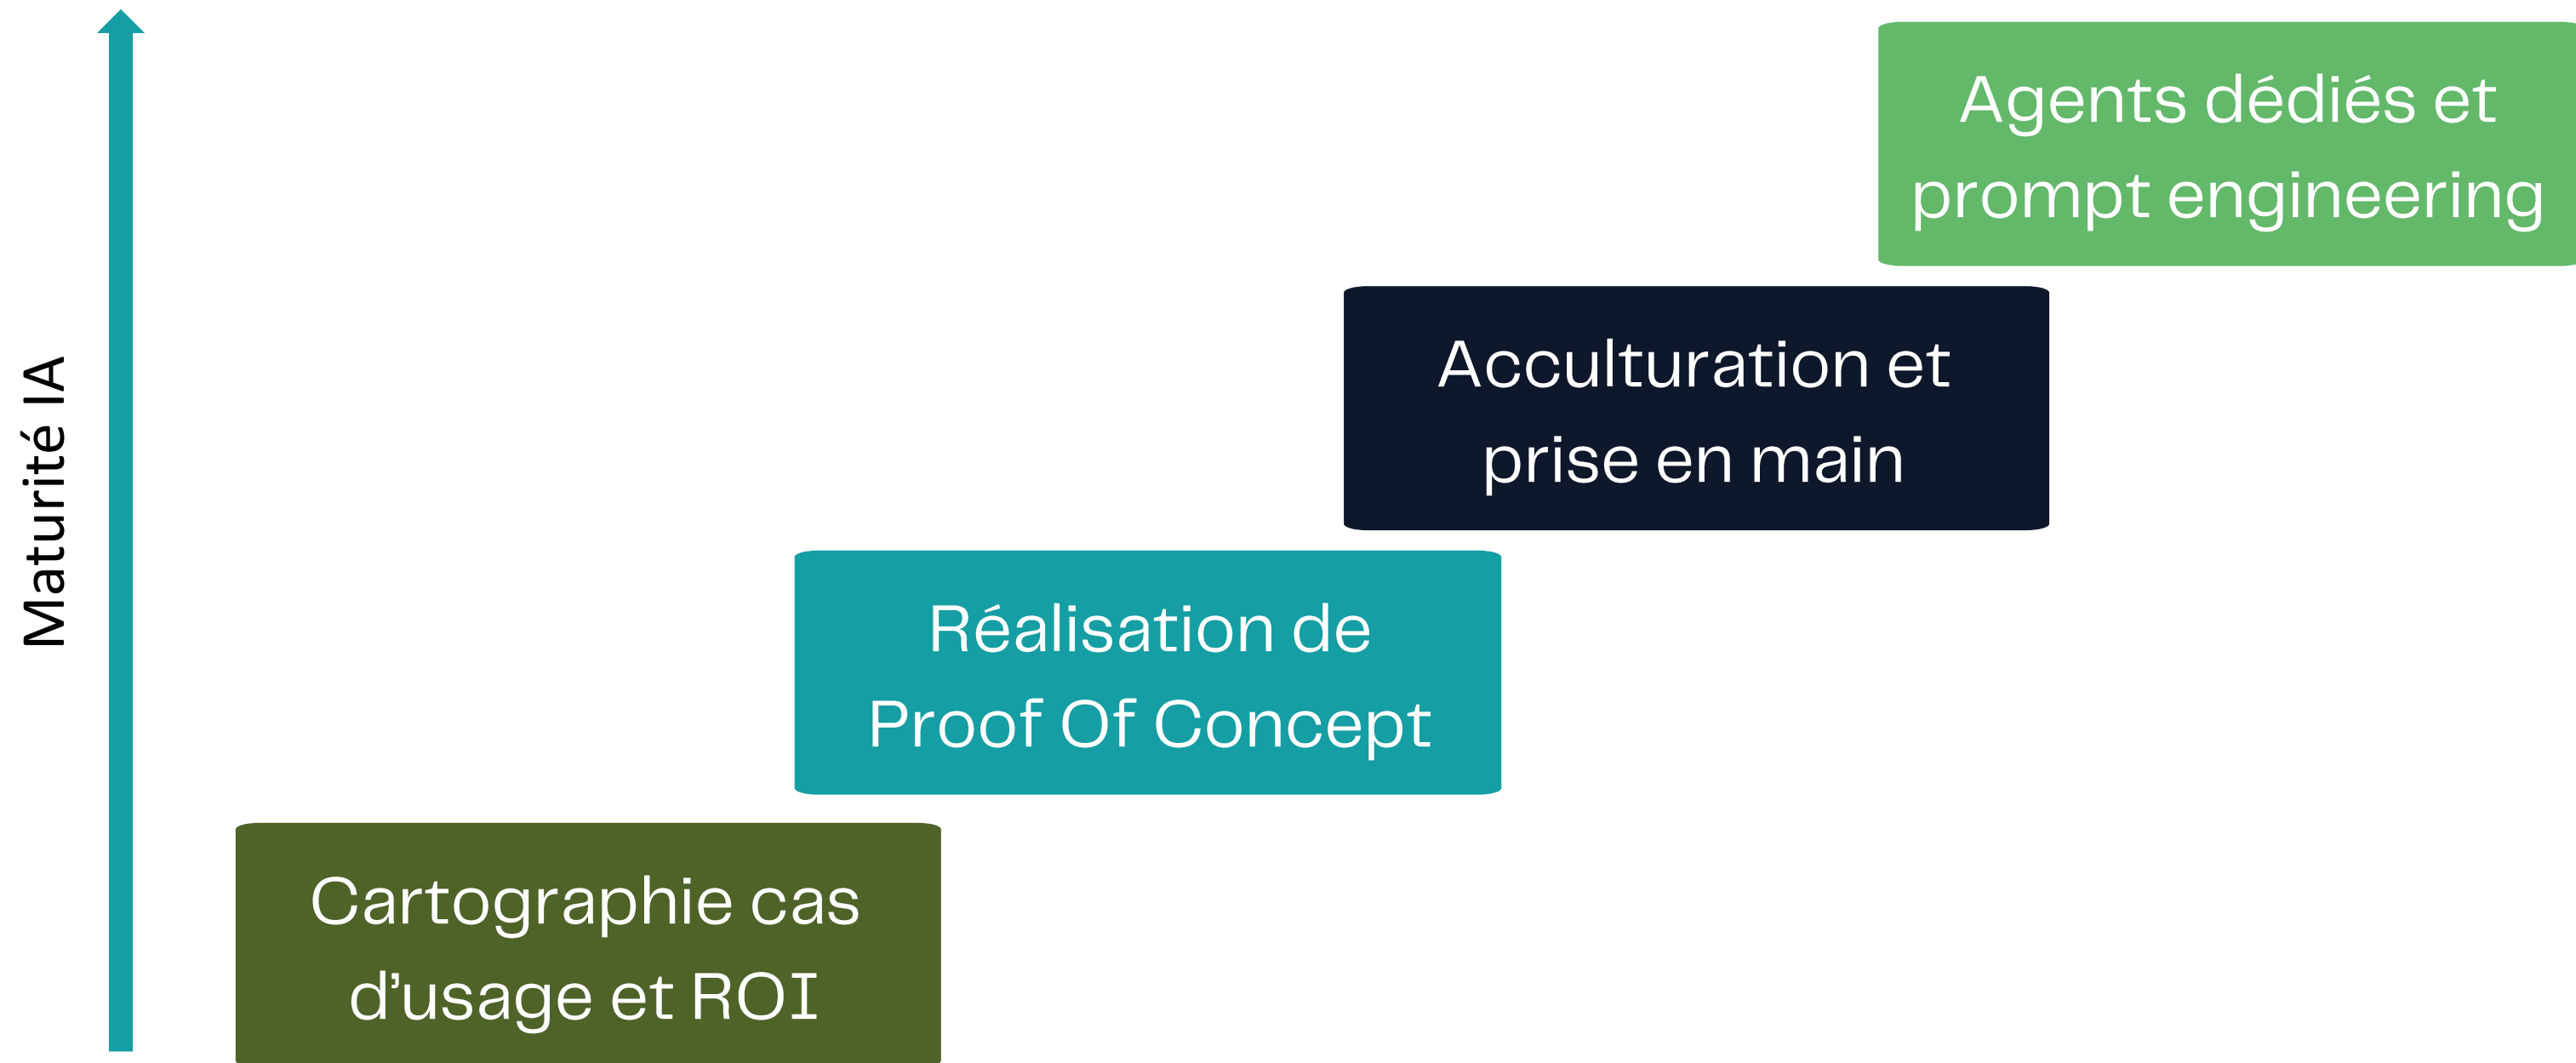 Agents dédiés et
prompt engineering
Acculturation et
prise en main
Maturité IA
Réalisation de
Proof Of Concept
Cartographie cas
d’usage et ROI